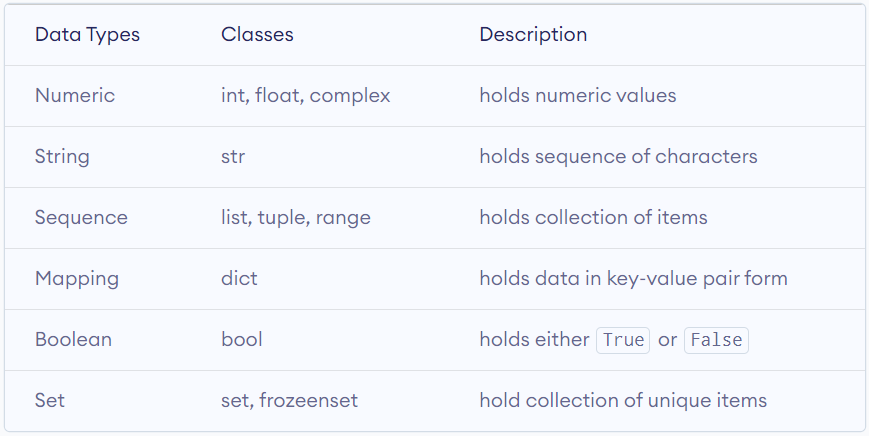 Data Types Classes Description
Numeric int, float, complex holds numeric values
String str holds sequence of characters
Sequence list, tuple, range holds collection of items
Mapping dict holds data in key-value pair form
Boolean bool holds either True or False
Set set, frozeenset hold collection of unique items